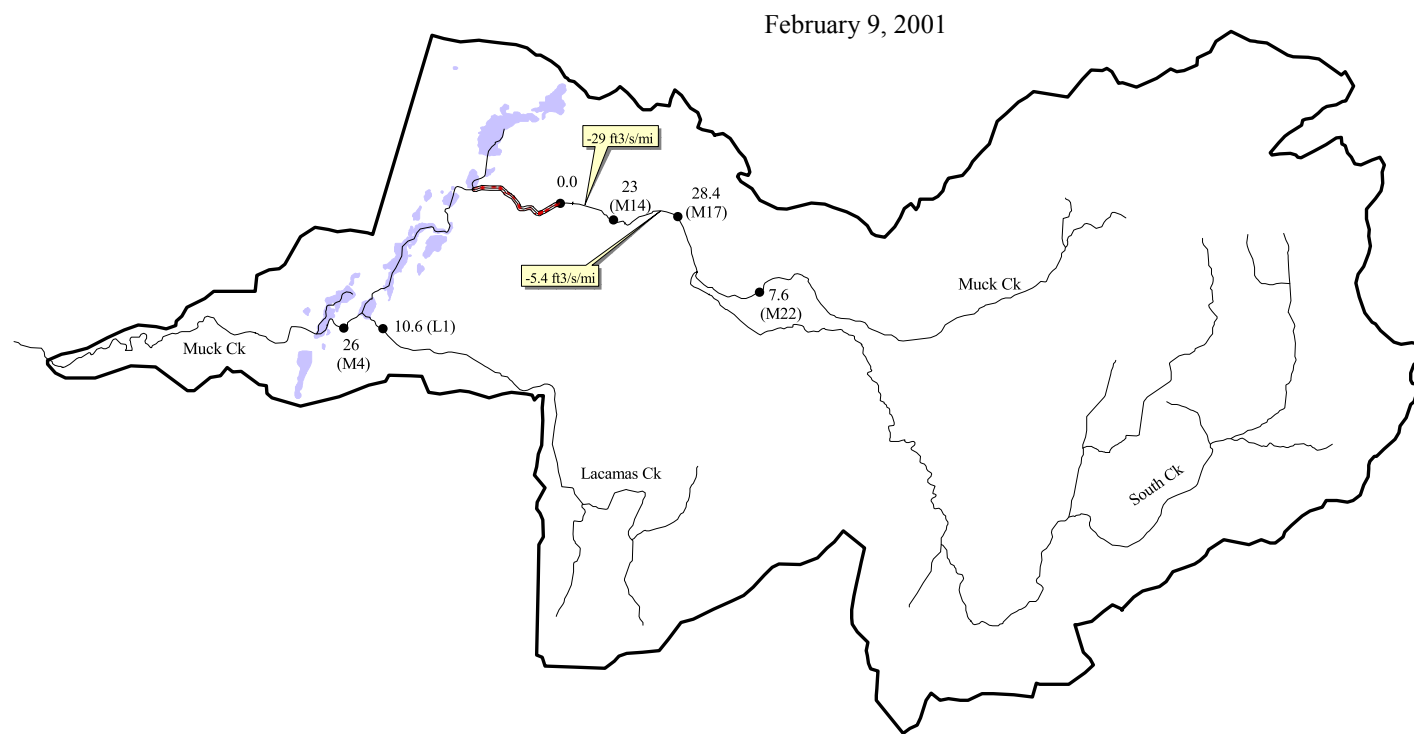 February 9, 2001
-29 ft3/s/mi
0.0
23
(M14)
28.4
(M17)
-5.4 ft3/s/mi
7.6
(M22)
Muck Ck
10.6 (L1)
26
(M4)
Muck Ck
Lacamas Ck
South Ck